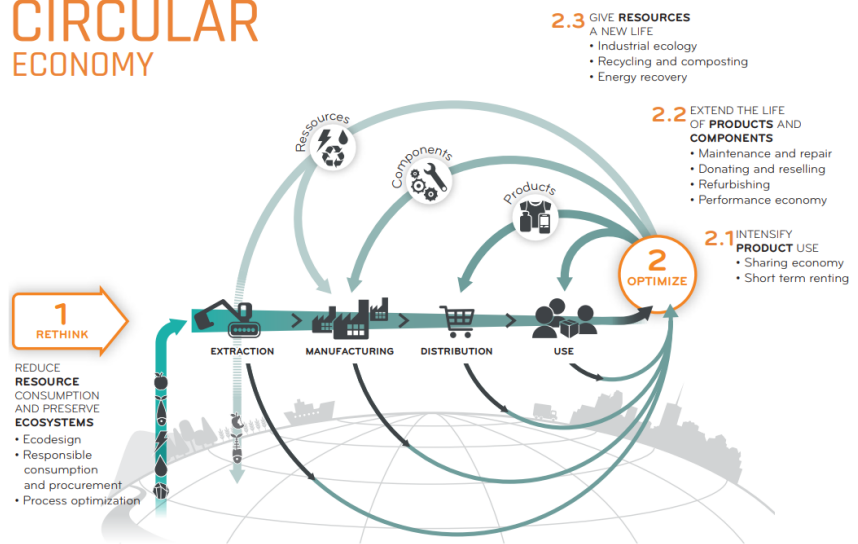 CIRCULAR
ECONOMY
2.3 GIVE RESOURCES
A NEW LIFE
• Industrial ecology
• Recycling and composting
• Energy recovery
2.2 EXTEND THE LIFE
OF PRODUCTS AND
COMPONENTS
• Maintenance and repair
• Donating and reselling
• Refurbishing
• Performance economy
2.1 INTENSIFY
PRODUCT USE
• Sharing economy
• Short term renting
Ressources
Components
Products
2
OPTIMIZE
1
RETHINK
EXTRACTION
MANUFACTURING
DISTRIBUTION
USE
REDUCE
RESOURCE
CONSUMPTION
AND PRESERVE
ECOSYSTEMS
• Ecodesign
• Responsible
consumption
and procurement
• Process optimization